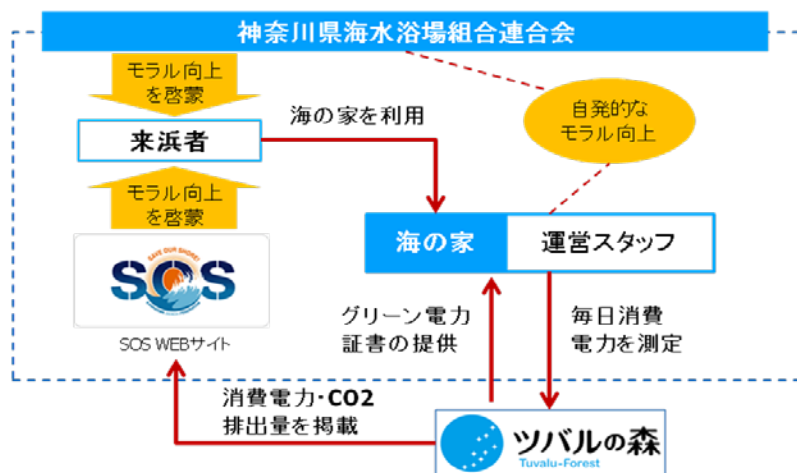 神奈川県海水浴場組合連合会
モラル向上
を啓蒙
来浜者
海の家を利用
自発的な
モラル向上
モラル向上
を啓蒙
海の家
運営スタッフ
SAVE OUR SHORE!
SOS
SOS WEBサイト
グリーン電力
証書の提供
毎日消費
電力を測定
消費電力・CO2
排出量を掲載
ツバルの森
Tuvalu-Forest